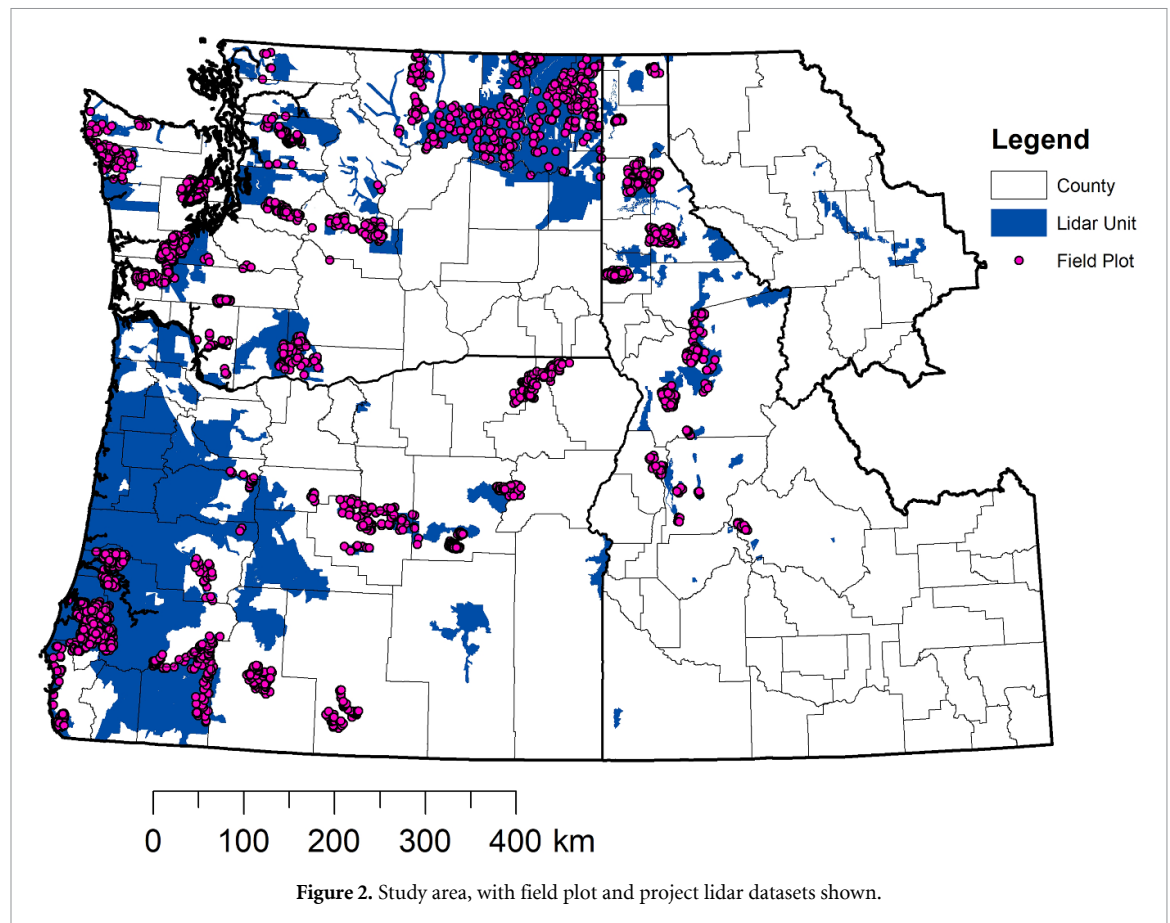 Legend
County
Lidar Unit
Field Plot
0 100 200 300 400 km
Figure 2. Study area, with field plot and project lidar datasets shown.